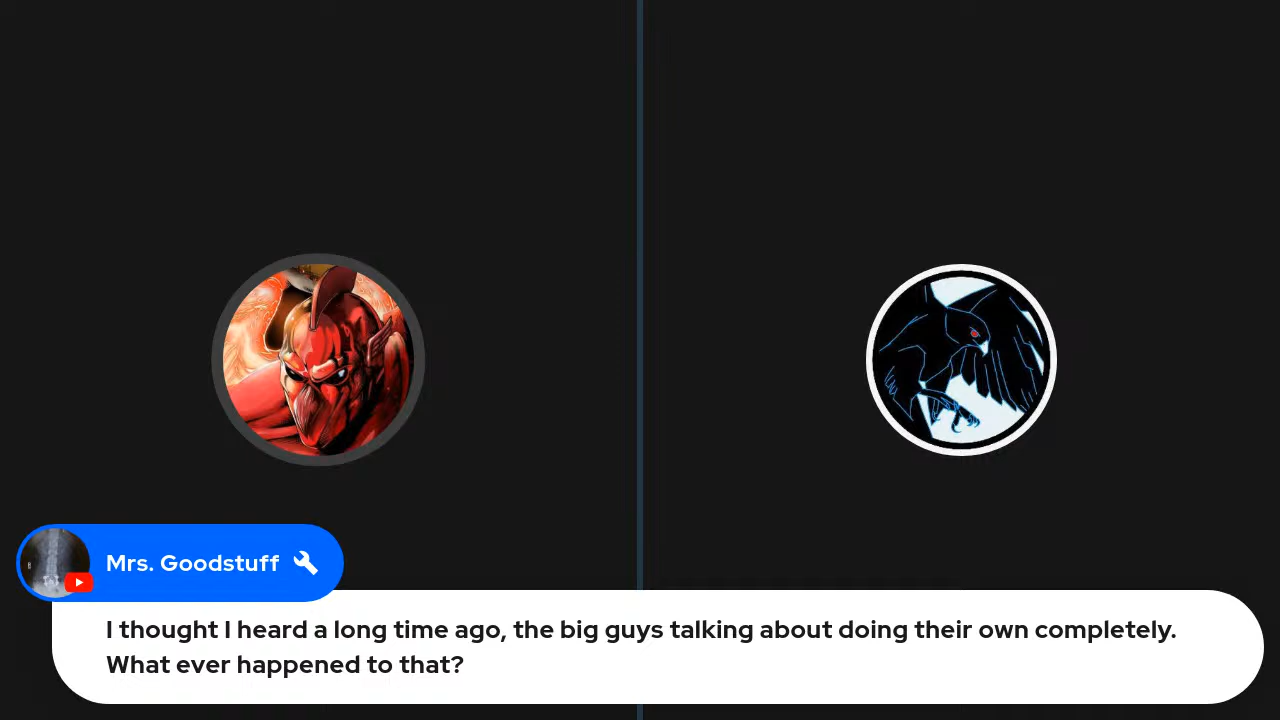 Mrs. Goodstuff
I thought I heard a long time ago, the big guys talking about doing their own completely.
What ever happened to that?